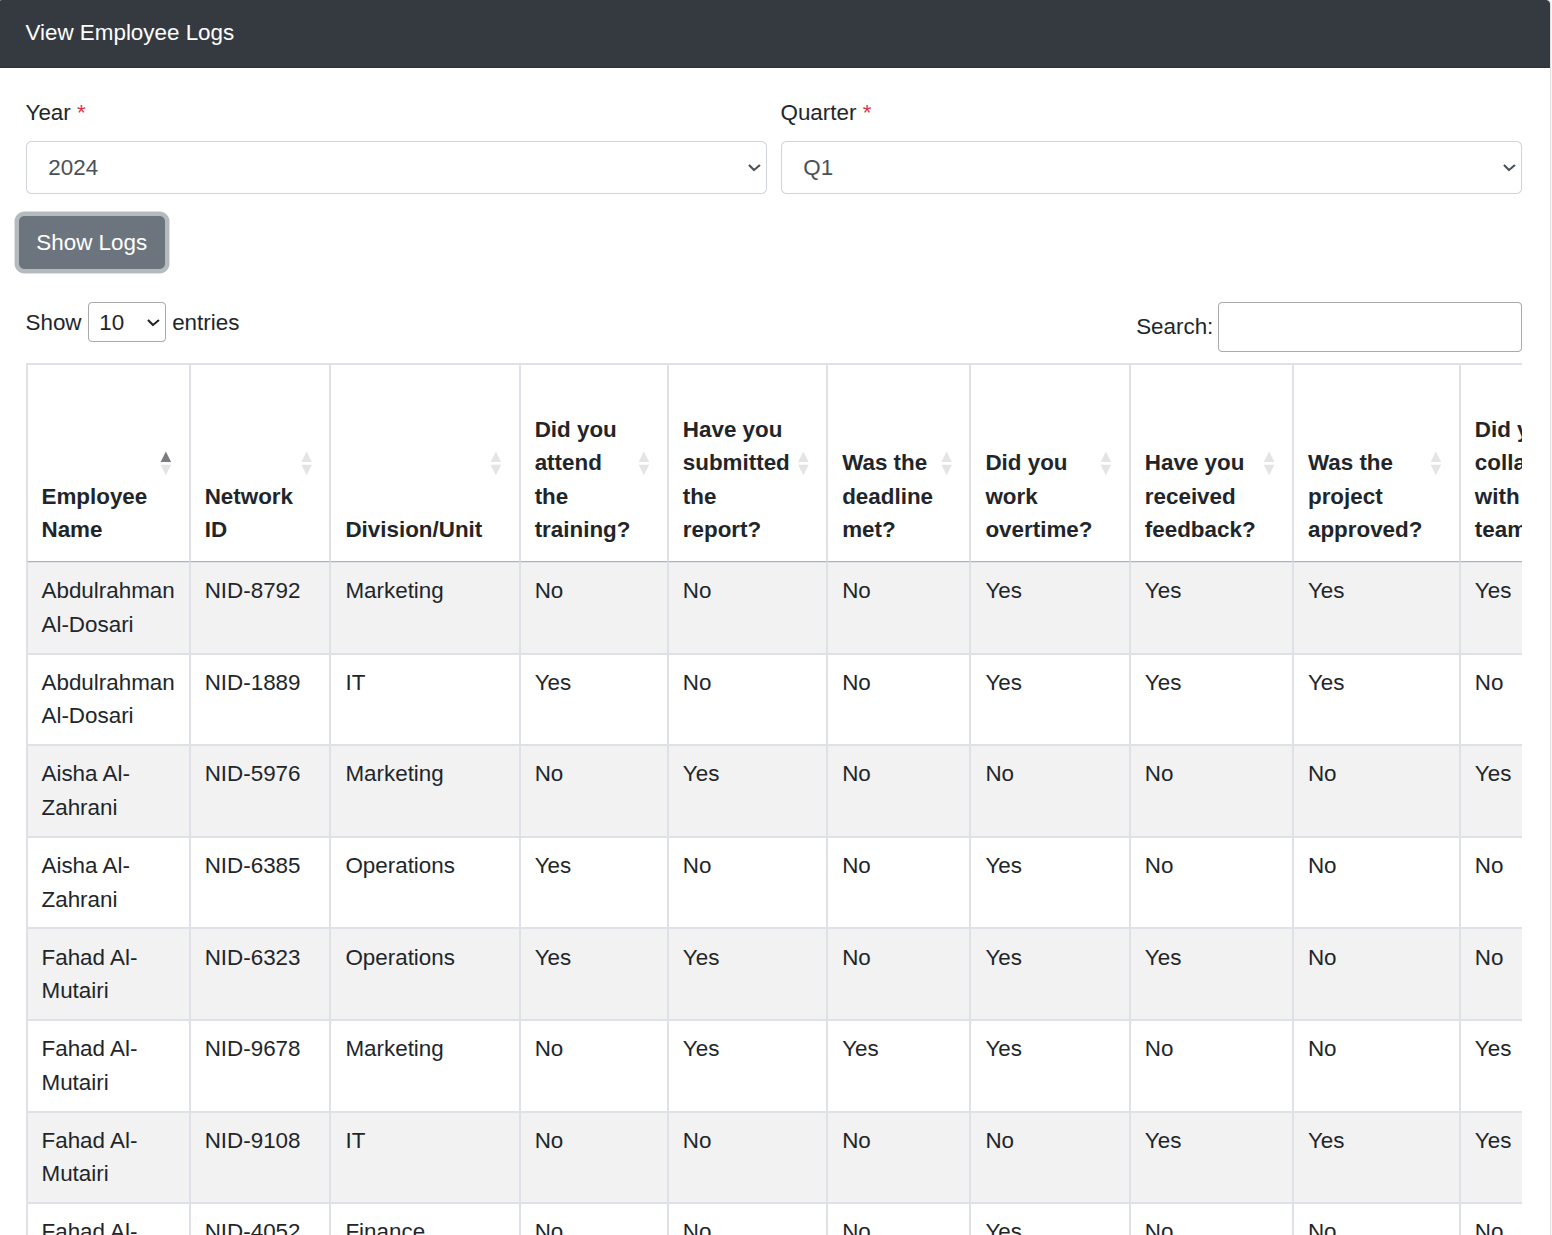 View Employee Logs
Year *
Quarter *
2024
Q1
Show Logs
Show 10 entries
Search:
Employee Name
Network ID
Division/Unit
Did you attend the training?
Have you submitted the report?
Was the deadline met?
Did you work overtime?
Have you received feedback?
Was the project approved?
Did
with
Abdulrahman Al-Dosari NID-8792 Marketing No No No Yes Yes Yes Yes
Abdulrahman Al-Dosari NID-1889 IT Yes No No Yes Yes Yes No
Aisha Al-Zahrani NID-5976 Marketing No Yes No No No No Yes
Aisha Al-Zahrani NID-6385 Operations Yes No No Yes No No No
Fahad Al-Mutairi NID-6323 Operations Yes Yes No Yes Yes No No
Fahad Al-Mutairi NID-9678 Marketing No Yes Yes Yes No No Yes
Fahad Al-Mutairi NID-9108 IT No No No No Yes Yes Yes
Fahad Al- NID-4052 Finance No No No Yes No No No